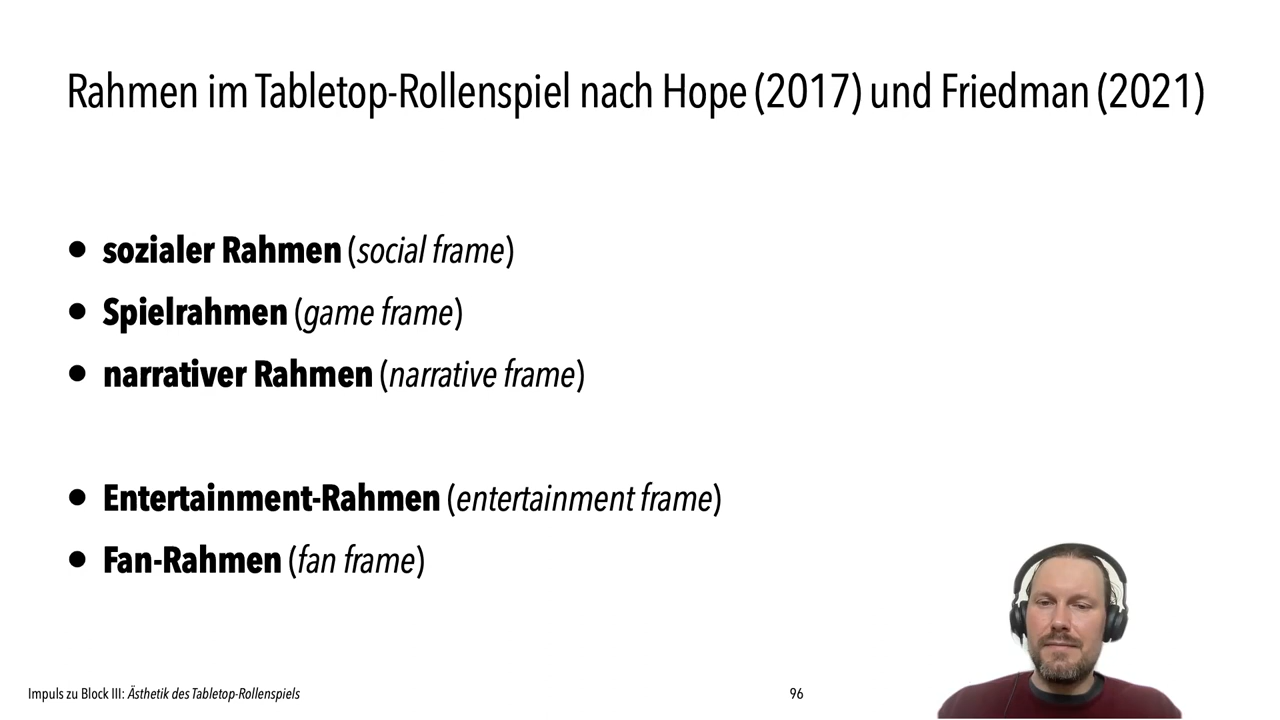 Rahmen im Tabletop-Rollenspiel nach Hope (2017) und Friedman (2021)
• sozialer Rahmen (social frame)
• Spielrahmen (game frame)
• narrativer Rahmen (narrative frame)
• Entertainment-Rahmen (entertainment frame)
• Fan-Rahmen (fan frame)
Impuls zu Block III: Ästhetik des Tabletop-Rollenspiels
96